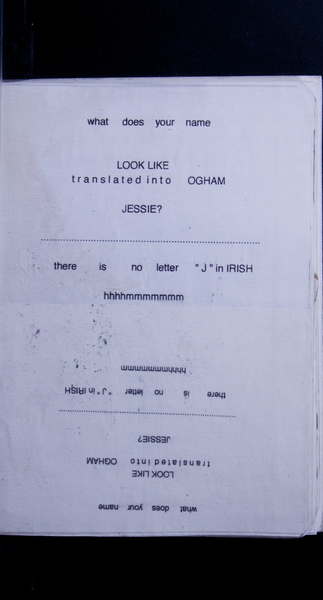 what does your name
LOOK LIKE
translated into OGHAM
JESSIE?
there is no letter "J" in IRISH
hhhhmmmmmmm
hhhhmmmmmmm
there is no letter "J" in IRISH
JESSIE?
translated into OGHAM
LOOK LIKE
what does your name